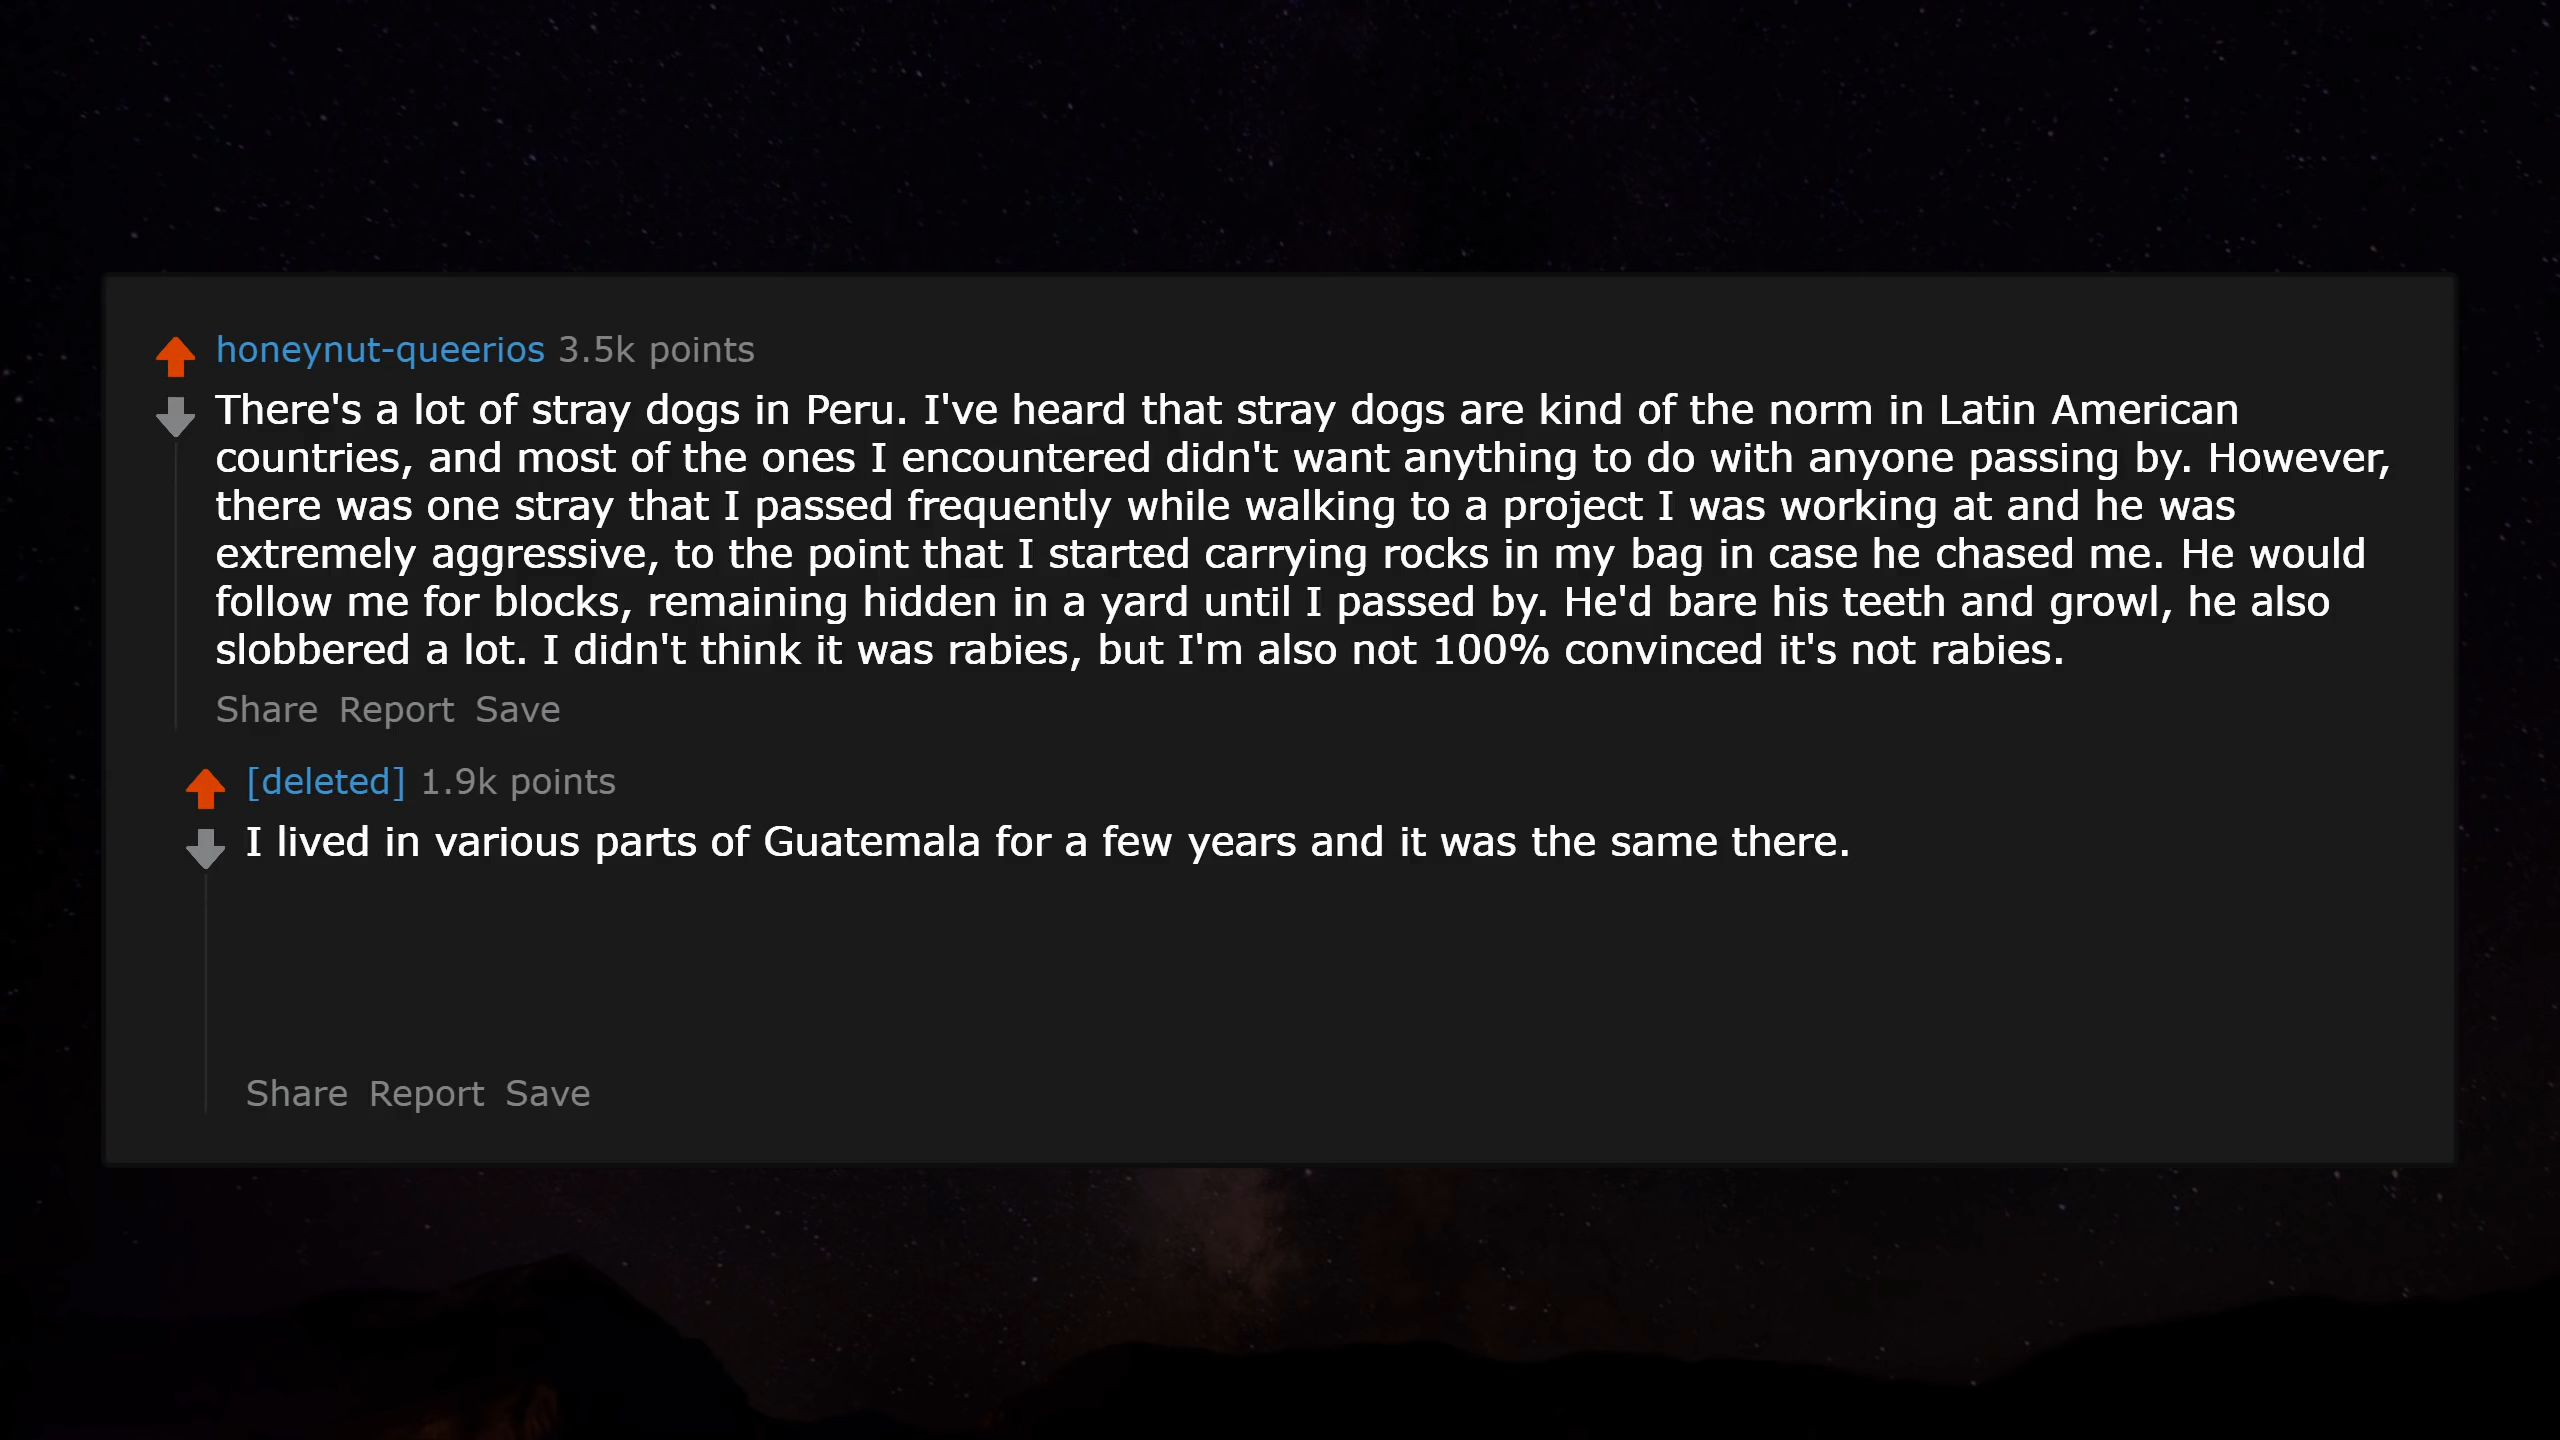 honeynut-queerios 3.5k points
There's a lot of stray dogs in Peru. I've heard that stray dogs are kind of the norm in Latin American
countries, and most of the ones I encountered didn't want anything to do with anyone passing by. However,
there was one stray that I passed frequently while walking to a project I was working at and he was
extremely aggressive, to the point that I started carrying rocks in my bag in case he chased me. He would
follow me for blocks, remaining hidden in a yard until I passed by. He'd bare his teeth and growl, he also
slobbered a lot. I didn't think it was rabies, but I'm also not 100% convinced it's not rabies.
Share Report Save
[deleted] 1.9k points
I lived in various parts of Guatemala for a few years and it was the same there.
Share Report Save